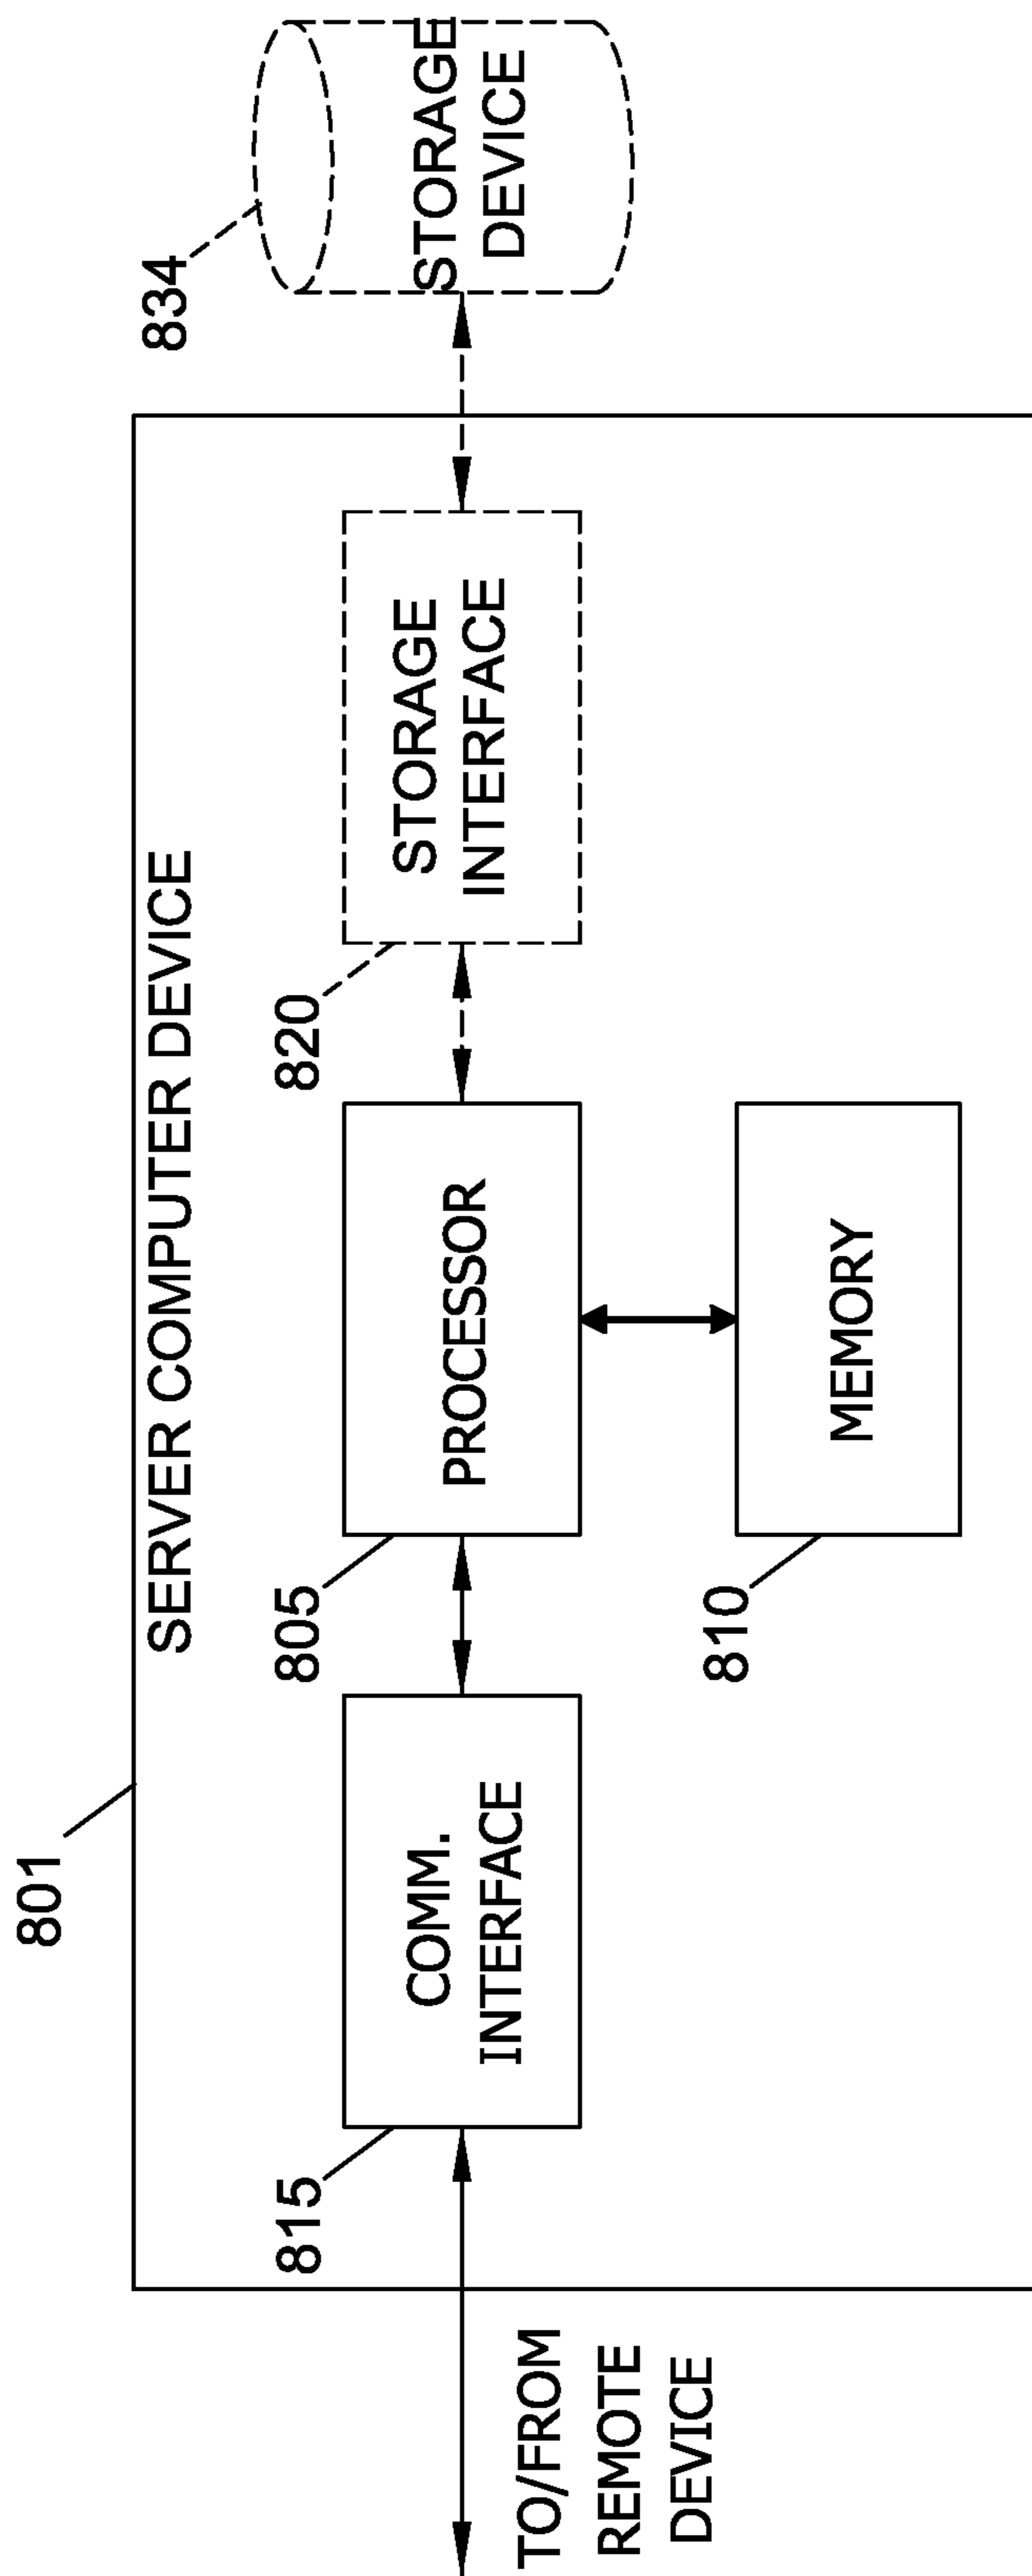 801
SERVER COMPUTER DEVICE
834
STORAGE
DEVICE
815
COMM.
INTERFACE
805
PROCESSOR
820
STORAGE
INTERFACE
810
MEMORY
TO/FROM
REMOTE
DEVICE